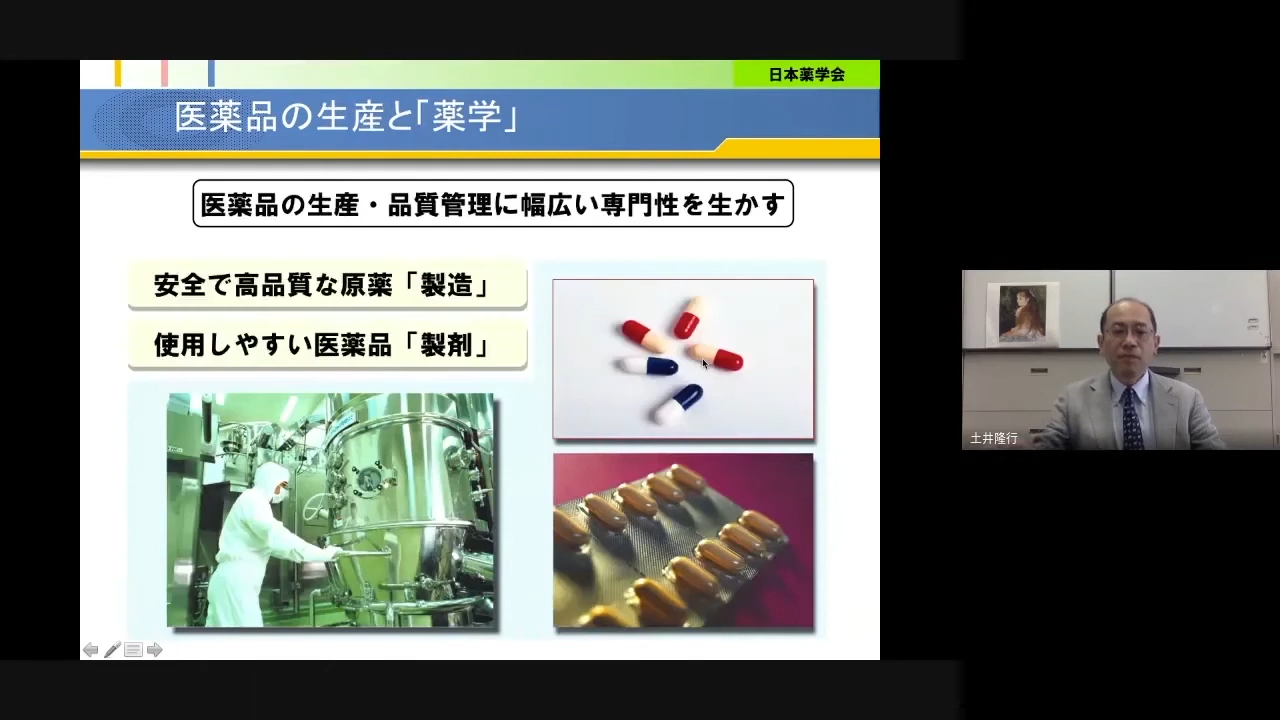 日本薬学会
医薬品の生産と「薬学」
医薬品の生産・品質管理に幅広い専門性を生かす
安全で高品質な原薬「製造」
使用しやすい医薬品「製剤」
土井隆行